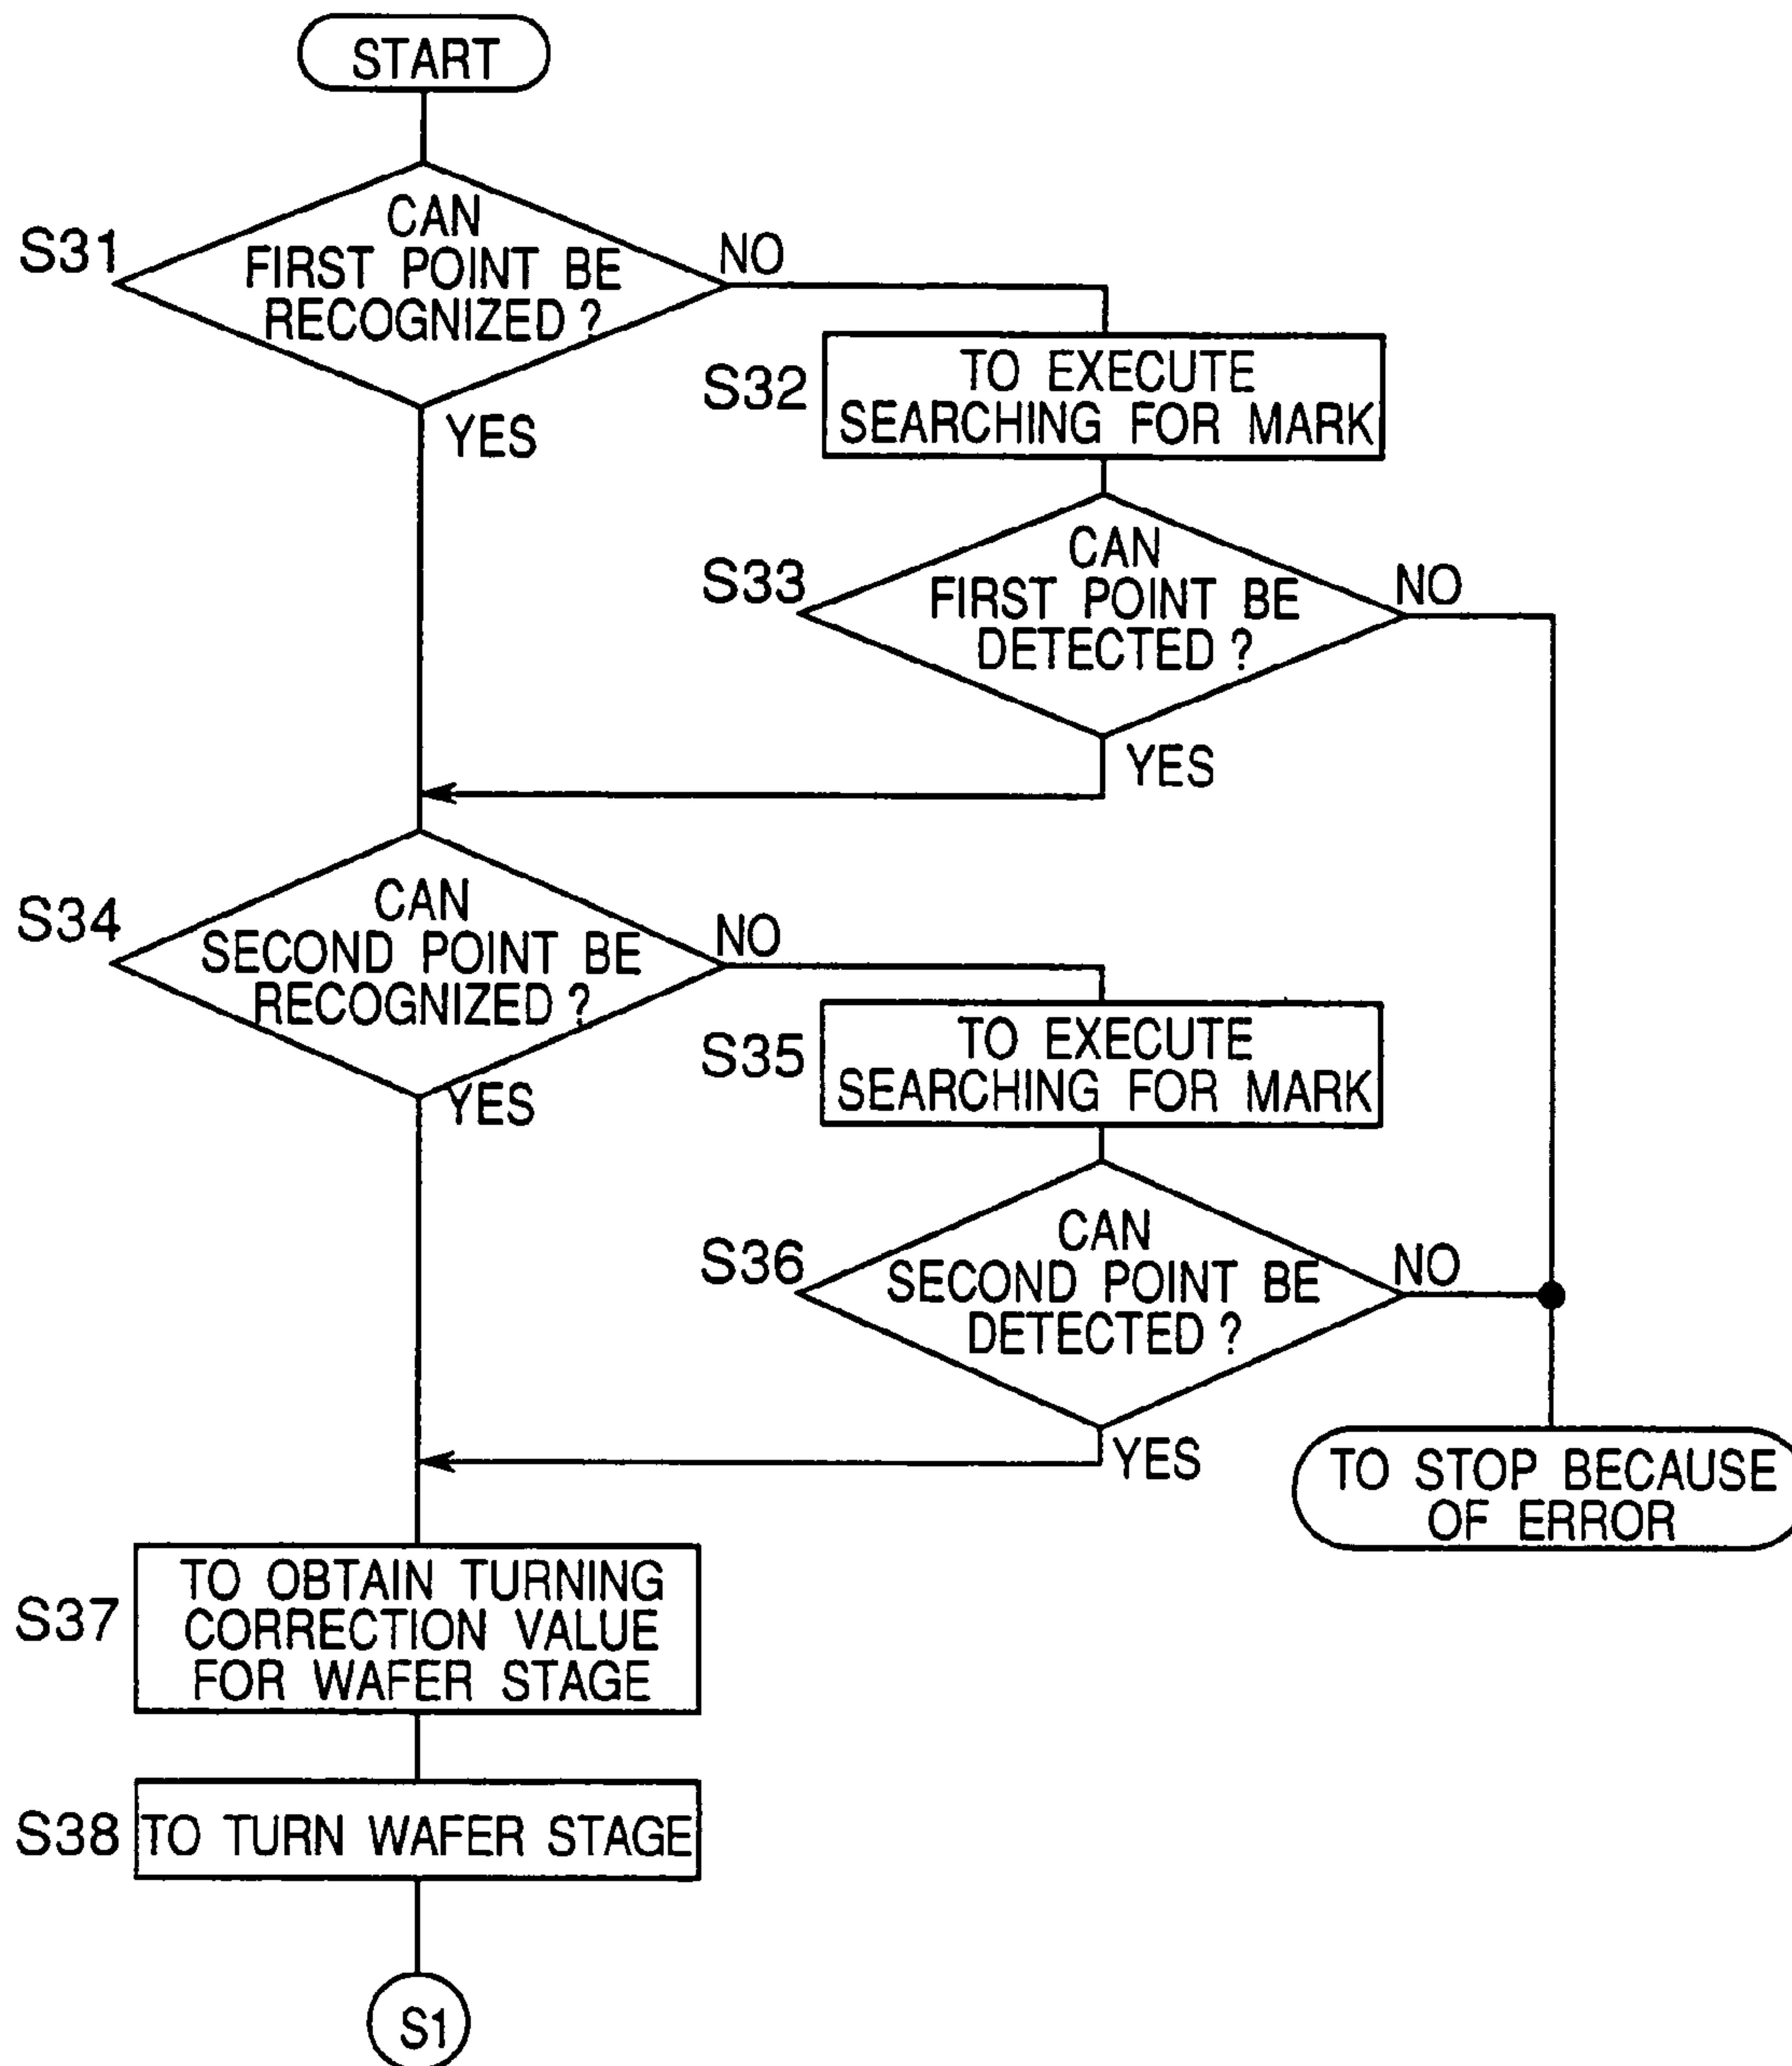 START
S31
CAN
FIRST POINT BE
RECOGNIZED ?
NO
YES
S32
TO EXECUTE
SEARCHING FOR MARK
S33
CAN
FIRST POINT BE
DETECTED ?
NO
YES
S34
CAN
SECOND POINT BE
RECOGNIZED ?
NO
YES
S35
TO EXECUTE
SEARCHING FOR MARK
S36
CAN
SECOND POINT BE
DETECTED ?
NO
YES
TO STOP BECAUSE
OF ERROR
S37
TO OBTAIN TURNING
CORRECTION VALUE
FOR WAFER STAGE
S38
TO TURN WAFER STAGE
S1